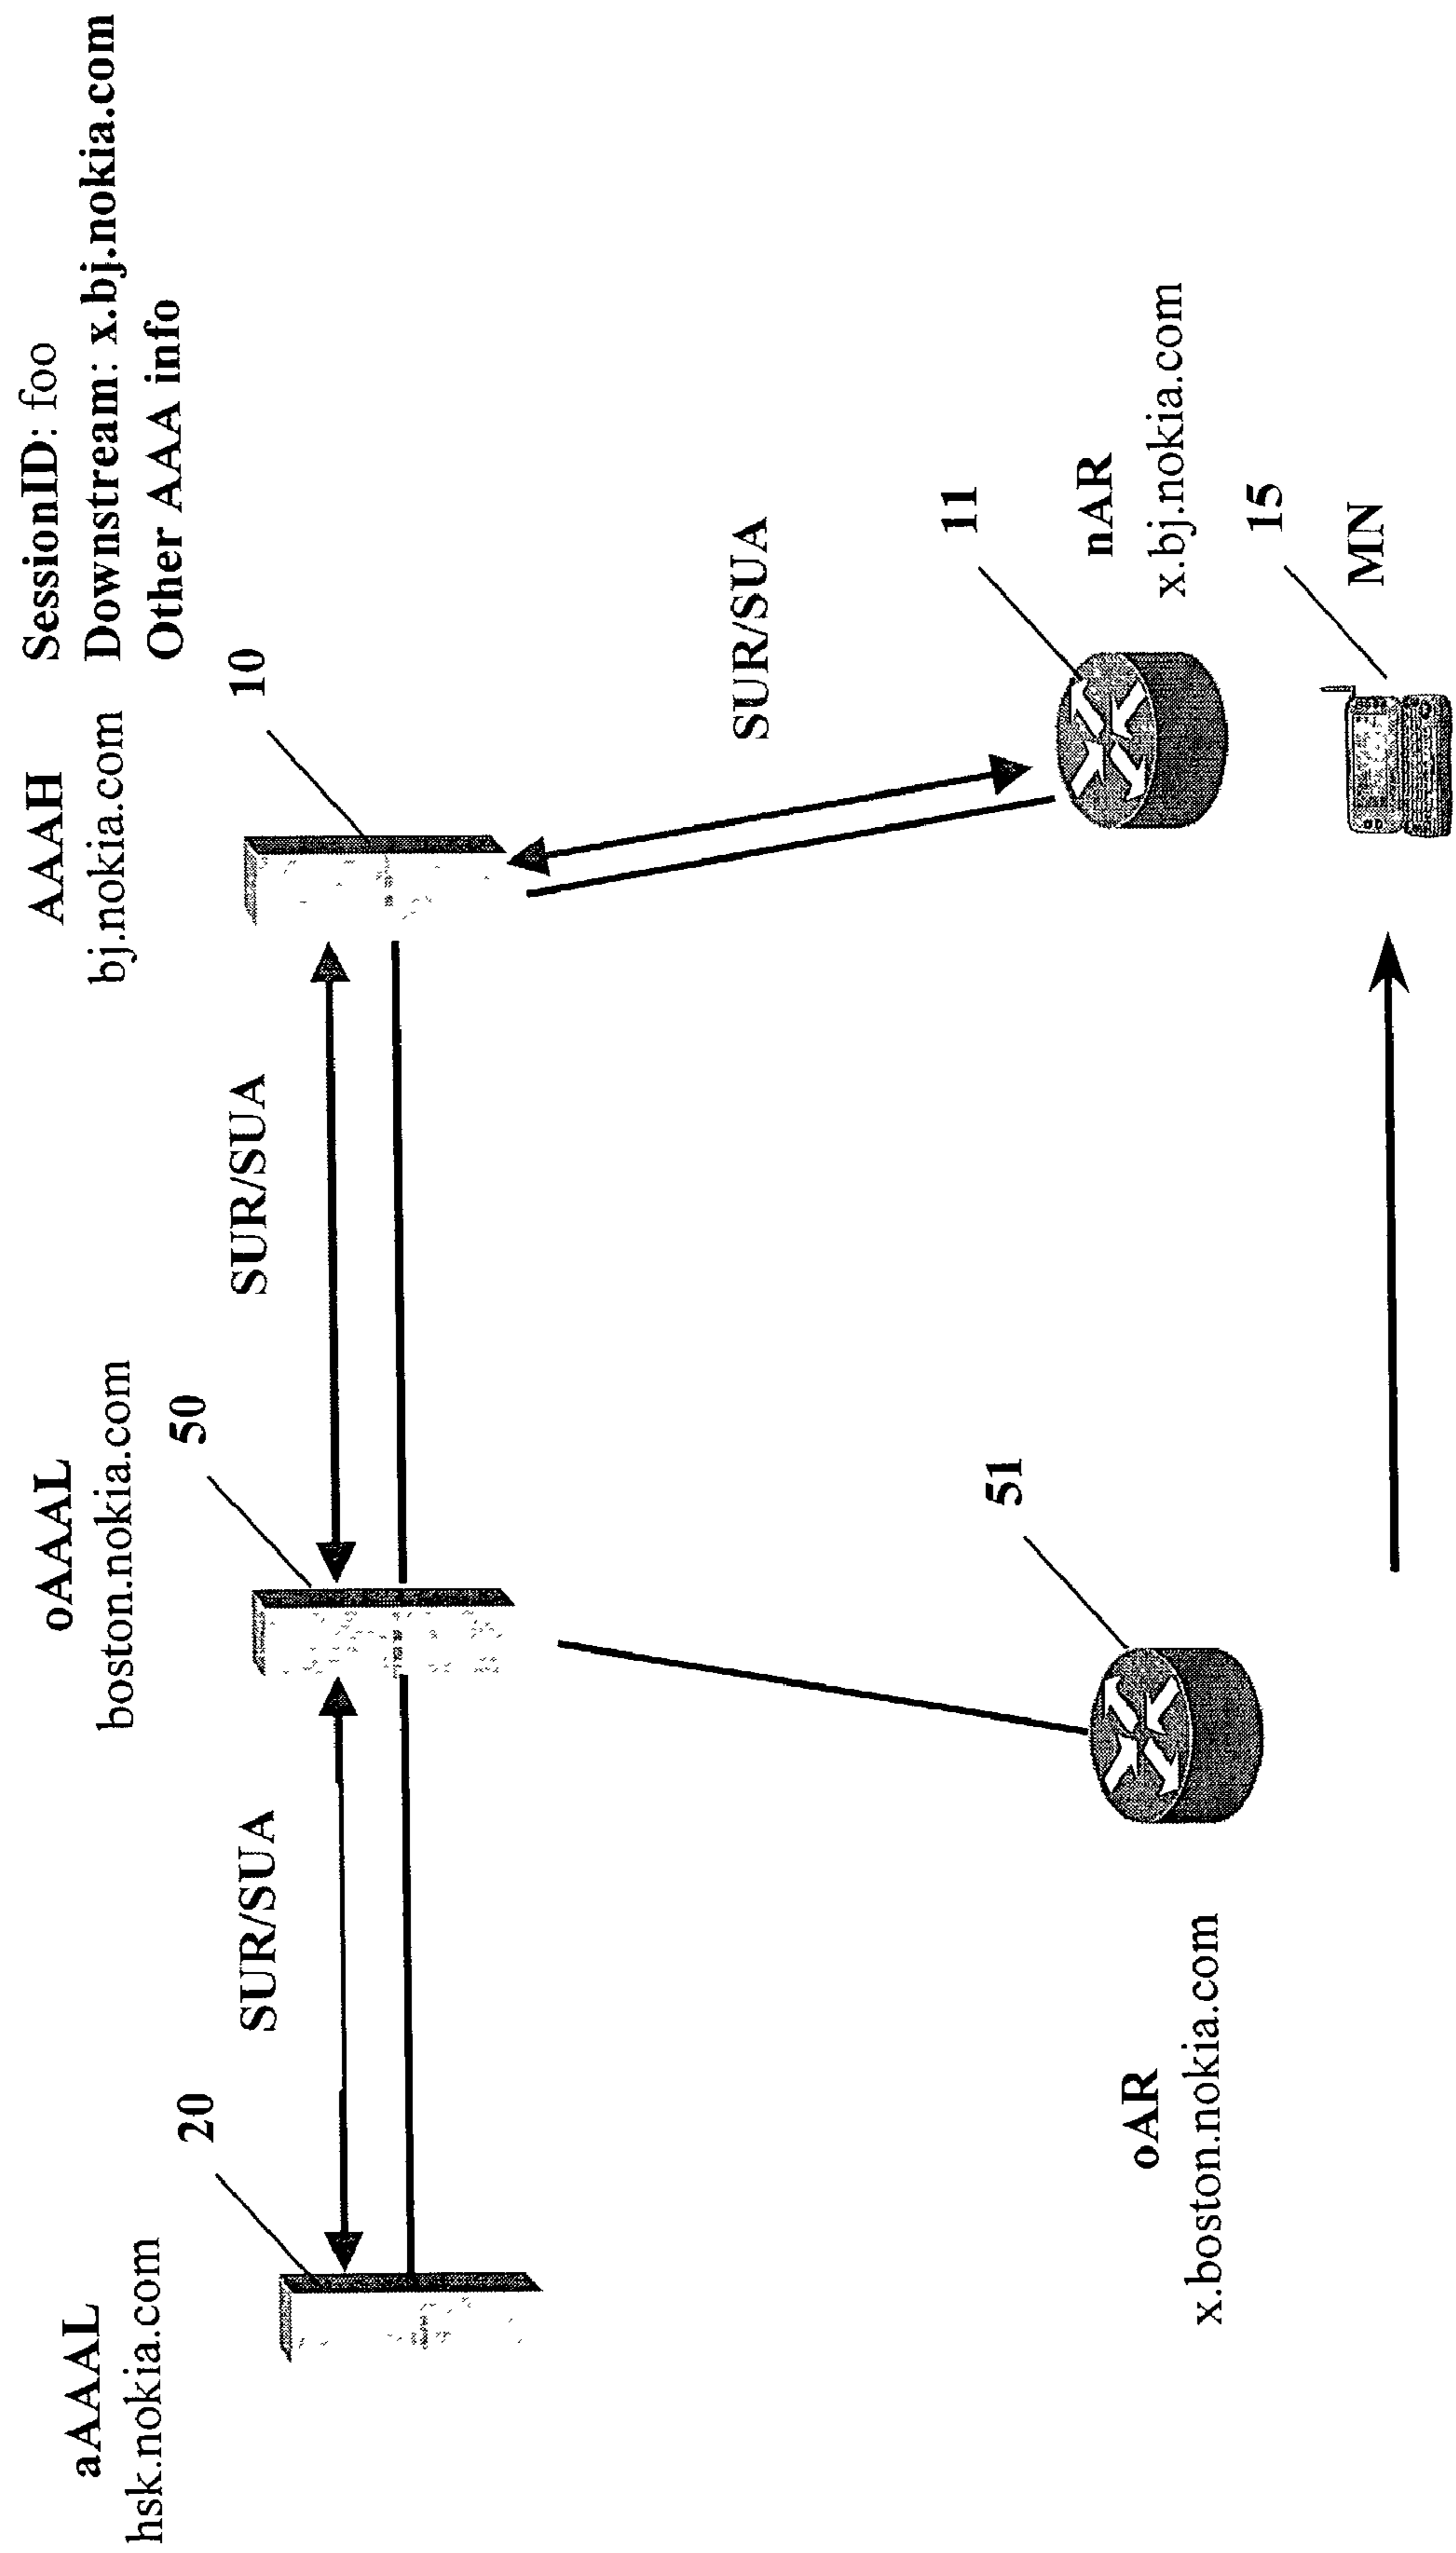 aAAAL
hsk.nokia.com
20
SUR/SUA
oAAAL
boston.nokia.com
50
SUR/SUA
AAAH
bj.nokia.com
10
SessionID: foo
Downstream: x.bj.nokia.com
Other AAA info
SUR/SUA
oAR
x.boston.nokia.com
51
11
nAR
x.bj.nokia.com
15
MN